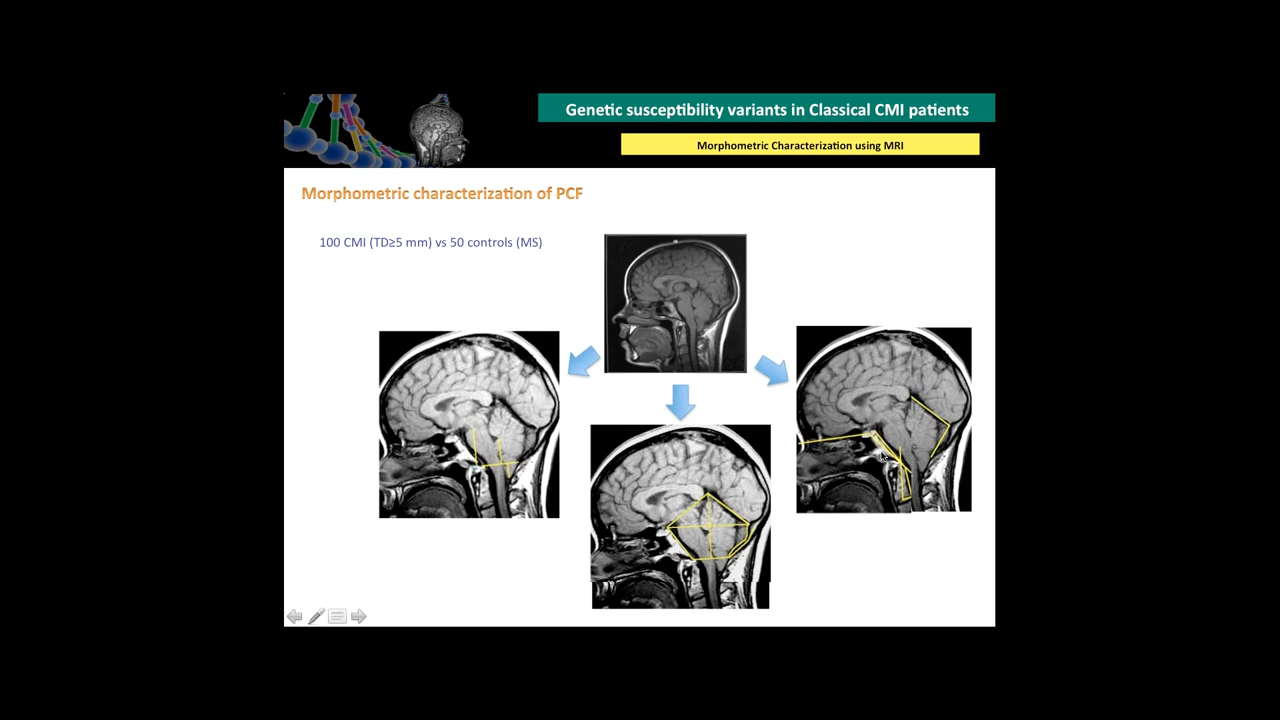 Genetic susceptibility variants in Classical CMI patients
Morphometric Characterization using MRI
Morphometric characterization of PCF
100 CMI (TD≥5 mm) vs 50 controls (MS)